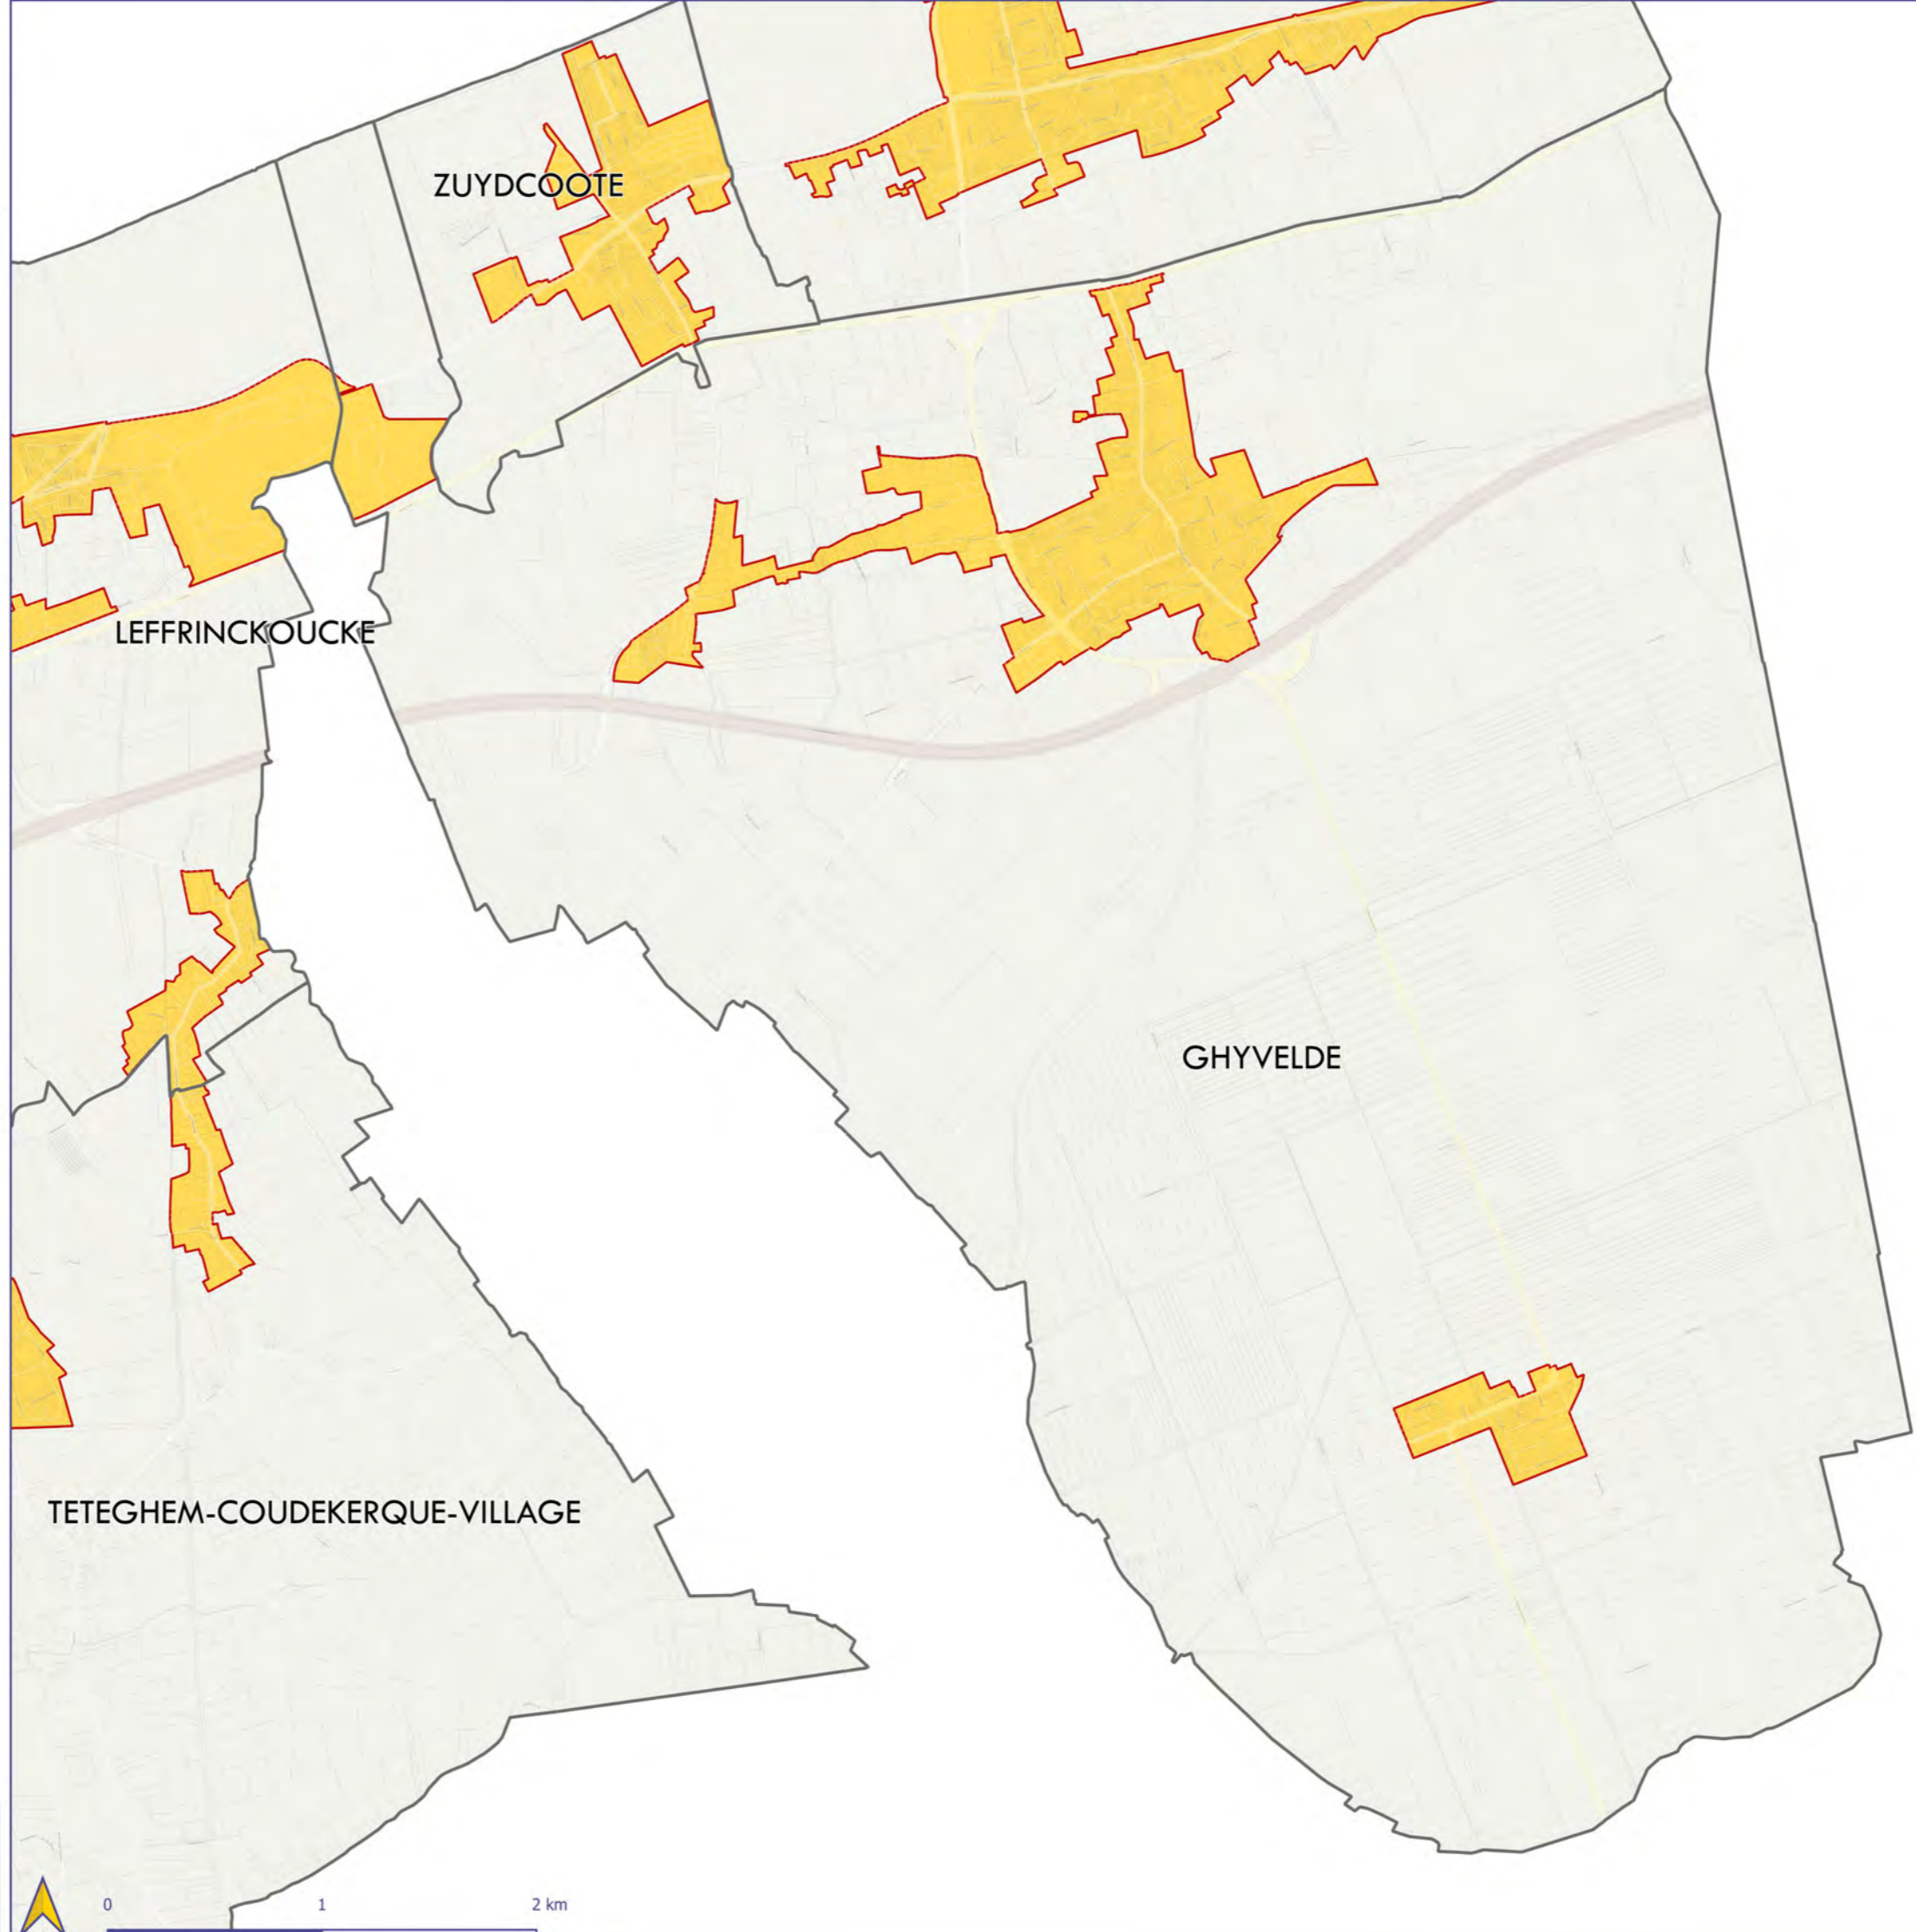 ZUYDCOOTE
LEFFRINCKOUCKE
GHYVELDE
TETEGHEM-COUDEKERQUE-VILLAGE
0 1 2 km